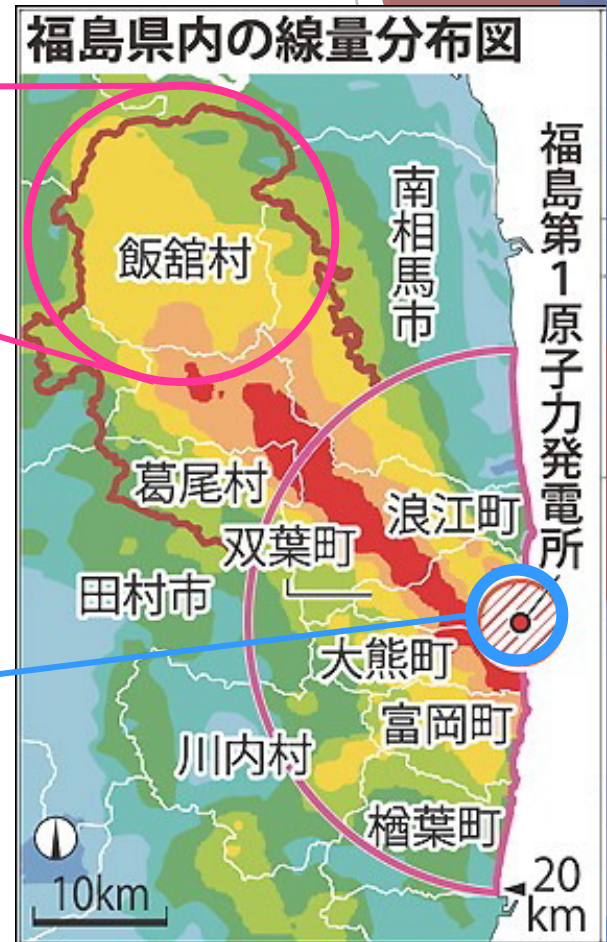 福島県内の線量分布図
福島第1原子力発電所
南相馬市
飯舘村
葛尾村
浪江町
双葉町
田村市
大熊町
富岡町
川内村
楢葉町
10km
20
km